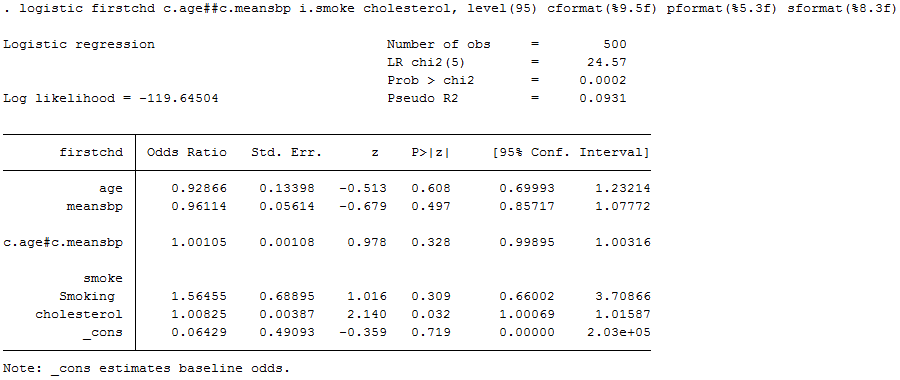 . logistic firstchd c.age##c.meansbp i.smoke cholesterol, level(95) cformat(%9.5f) pformat(%5.3f) sformat(%8.3f)
Logistic regression Number of obs = 500
LR chi2(5) = 24.57
Prob > chi2 = 0.0002
Log likelihood = -119.64504 Pseudo R2 = 0.0931
firstchd Odds Ratio Std. Err. z P>|z| [95% Conf. Interval]
age 0.92866 0.13398 -0.513 0.608 0.69993 1.23214
meansbp 0.96114 0.05614 -0.679 0.497 0.85717 1.07772
c.age#c.meansbp 1.00105 0.00108 0.978 0.328 0.99895 1.00316
smoke
Smoking 1.56455 0.68895 1.016 0.309 0.66002 3.70866
cholesterol 1.00825 0.00387 2.140 0.032 1.00069 1.01587
_cons 0.06429 0.49093 -0.359 0.719 0.00000 2.03e+05
Note: _cons estimates baseline odds.